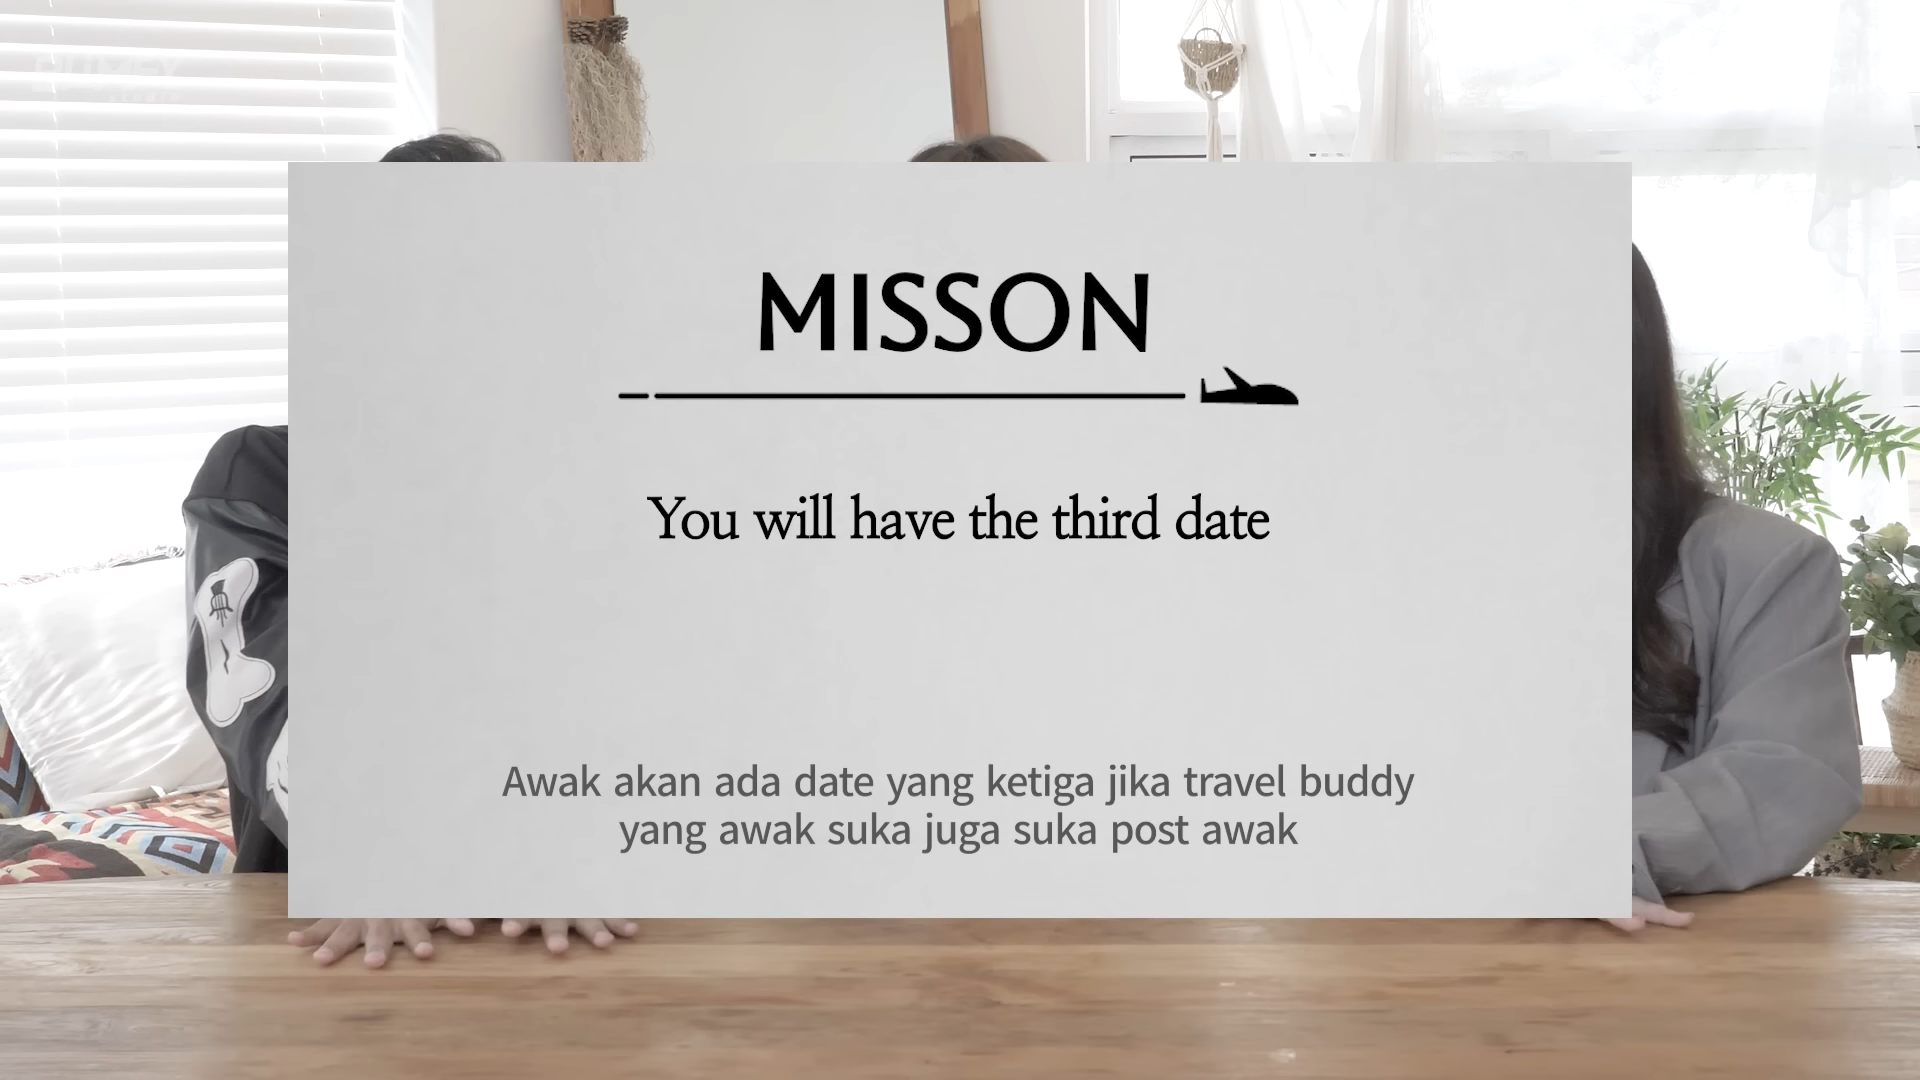 MISSON
You will have the third date
Awak akan ada date yang ketiga jika travel buddy
yang awak suka juga suka post awak